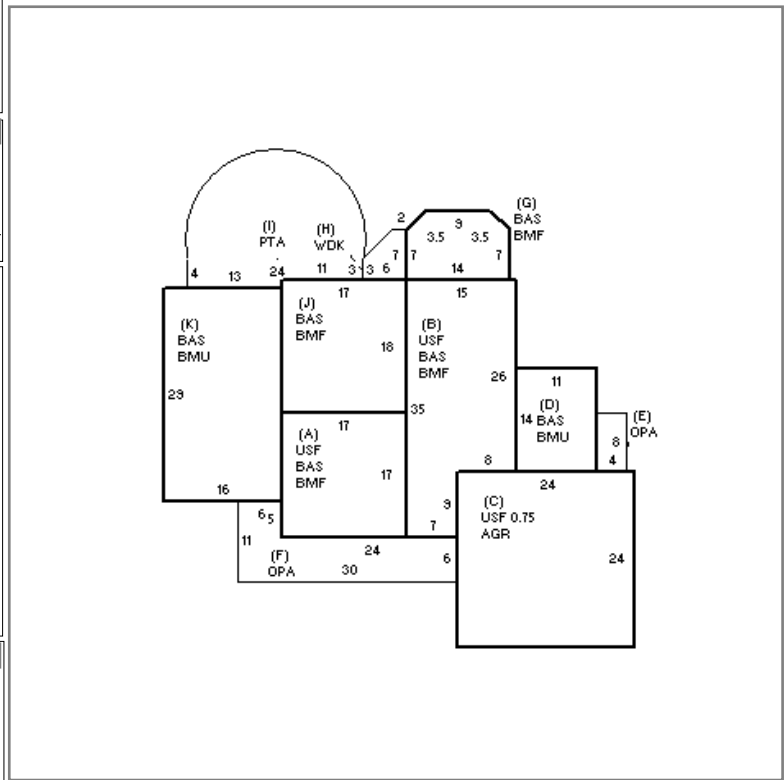 (G)
BAS
BMF
2
9
3.5 3.5
(I)
PTA
(H)
WDK
7 7 7
4 13 24 11 3 3 6 14
17 15
(J)
BAS
BMF
(K)
BAS
BMU
(B)
USF
BAS
BMF
18
26
11
29
35
(D)
BAS
BMU
14
(E)
OPA
8
4
17
(A)
USF
BAS
BMF
17
8
24
16
(C)
USF 0.75
AGR
9
7
6 5
11
(F)
OPA
24
30
6
24